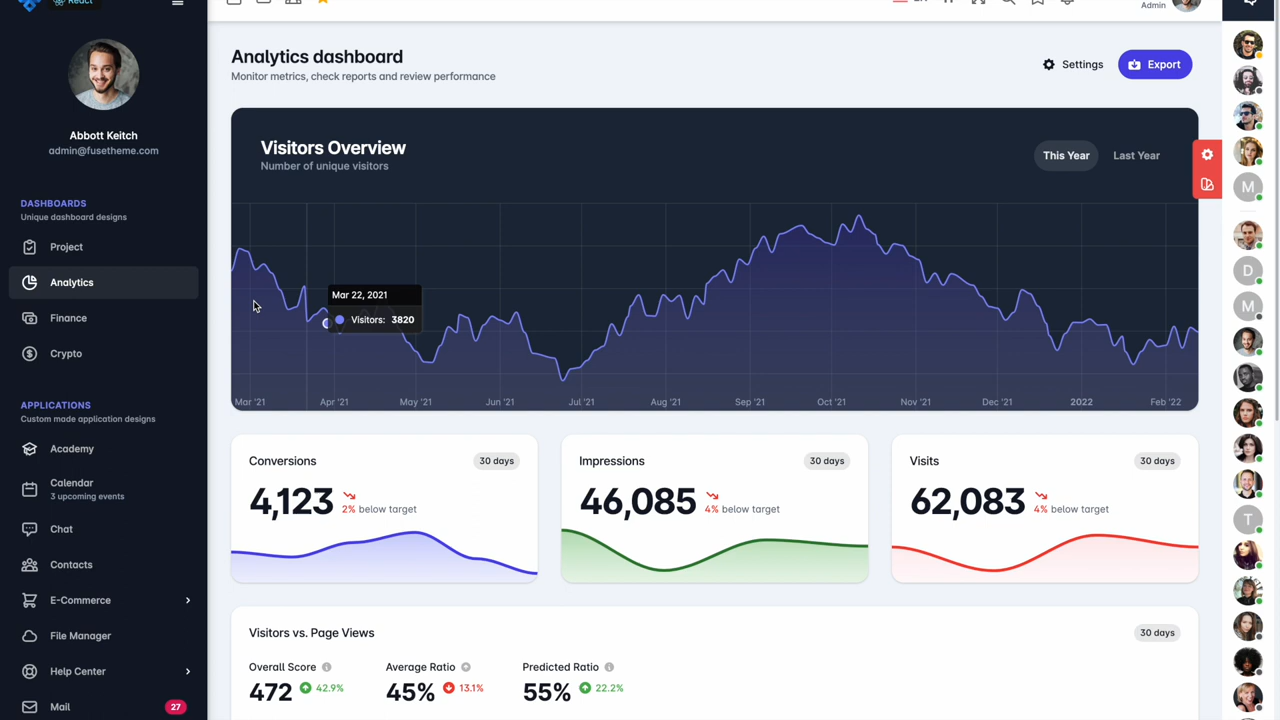 React
EN
Admin
Abbott Keitch
admin@fusetheme.com
DASHBOARDS
Unique dashboard designs
Project
Analytics
Finance
Crypto
APPLICATIONS
Custom made application designs
Academy
Calendar
3 upcoming events
Chat
Contacts
E-Commerce
File Manager
Help Center
Mail
27
Analytics dashboard
Monitor metrics, check reports and review performance
Settings
Export
Visitors Overview
Number of unique visitors
This Year
Last Year
Mar 22, 2021
Visitors: 3820
Mar '21 Apr '21 May '21 Jun '21 Jul '21 Aug '21 Sep '21 Oct '21 Nov '21 Dec '21 2022 Feb '22
Conversions
30 days
4,123
2% below target
Impressions
30 days
46,085
4% below target
Visits
30 days
62,083
4% below target
Visitors vs. Page Views
30 days
Overall Score
472
42.9%
Average Ratio
45%
13.1%
Predicted Ratio
55%
22.2%
M
D
M
T